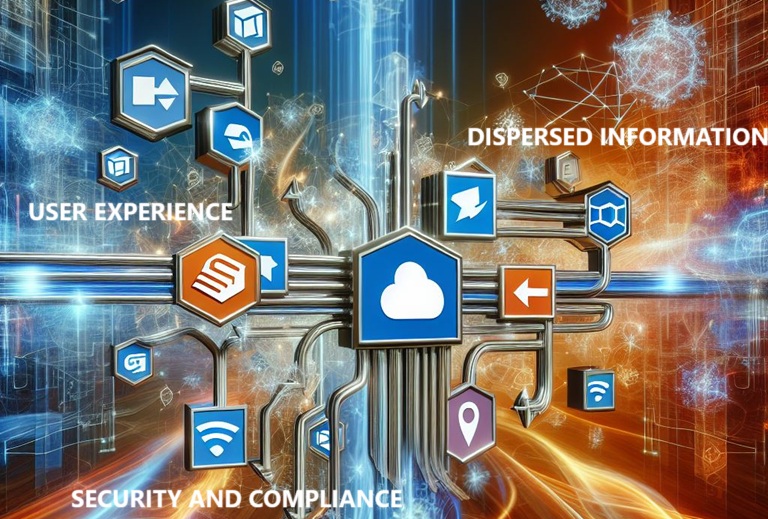 DISPERSED INFORMATION
USER EXPERIENCE
SECURITY AND COMPLIANCE